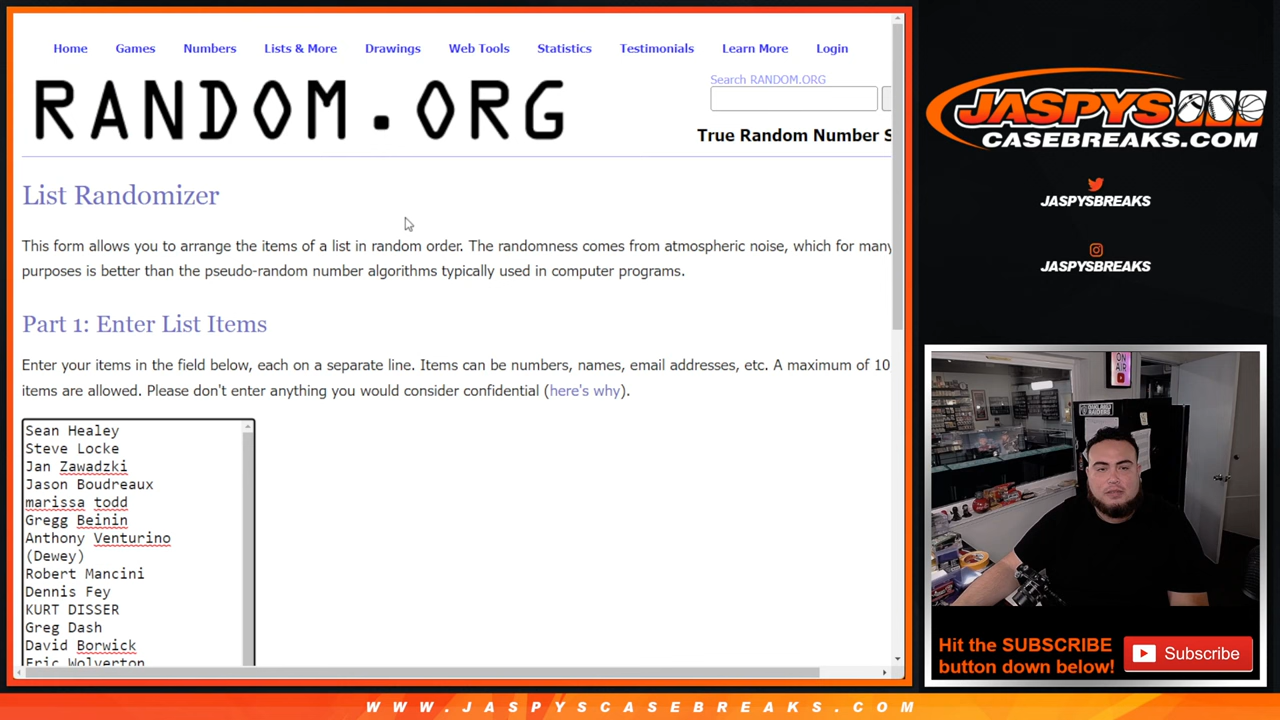 Home Games Numbers Lists & More Drawings Web Tools Statistics Testimonials Learn More Login
RANDOM.ORG
Search RANDOM.ORG
True Random Number S
List Randomizer
This form allows you to arrange the items of a list in random order. The randomness comes from atmospheric noise, which for many
purposes is better than the pseudo-random number algorithms typically used in computer programs.
Part 1: Enter List Items
Enter your items in the field below, each on a separate line. Items can be numbers, names, email addresses, etc. A maximum of 10
items are allowed. Please don't enter anything you would consider confidential (here's why).
Sean Healey
Steve Locke
Jan Zawadzki
Jason Boudreaux
marissa todd
Gregg Beinin
Anthony Venturino
(Dewey)
Robert Mancini
Dennis Fey
KURT DISSER
Greg Dash
David Borwick
Eric Wolverton
JASPYS
CASEBREAKS.COM
JASPYSBREAKS
JASPYSBREAKS
ON
AIR
OAKLAND
RAIDERS
Hit the SUBSCRIBE
button down below!
Subscribe
WWW.JASPYSCASEBREAKS.COM